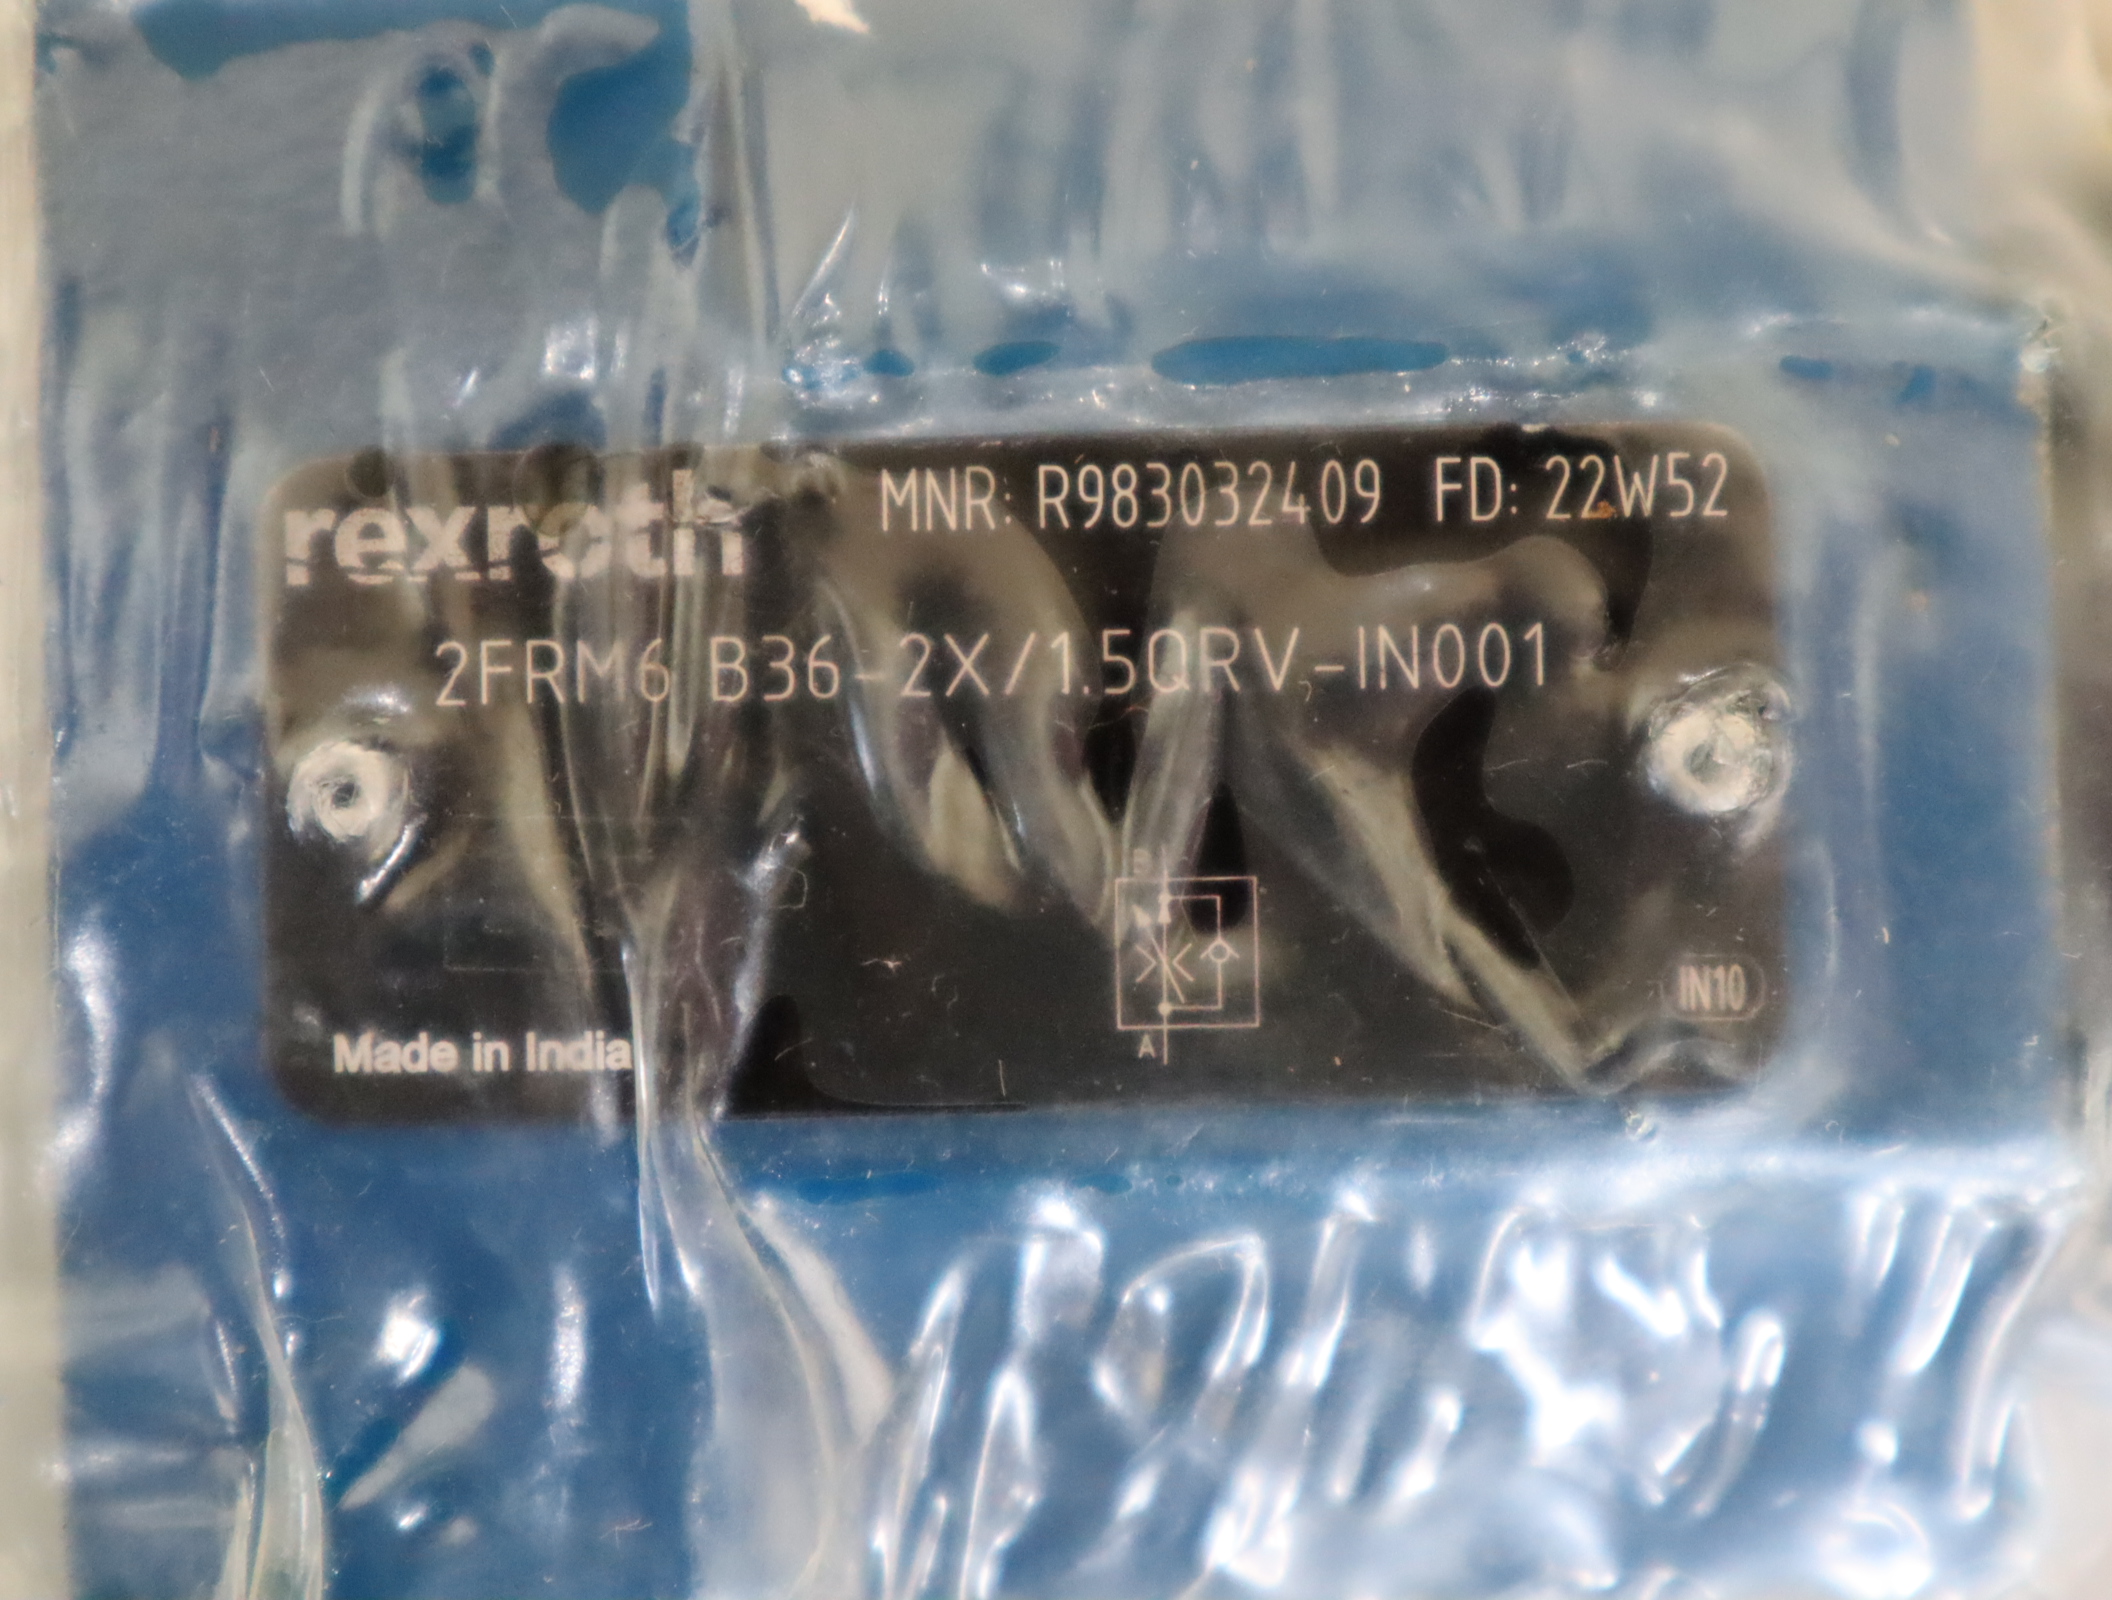 rexroth
MNR: R983032409 FD: 22W52
2FRM6 B36-2X/1.5QRV-IN001
B
A
IN10
Made in India